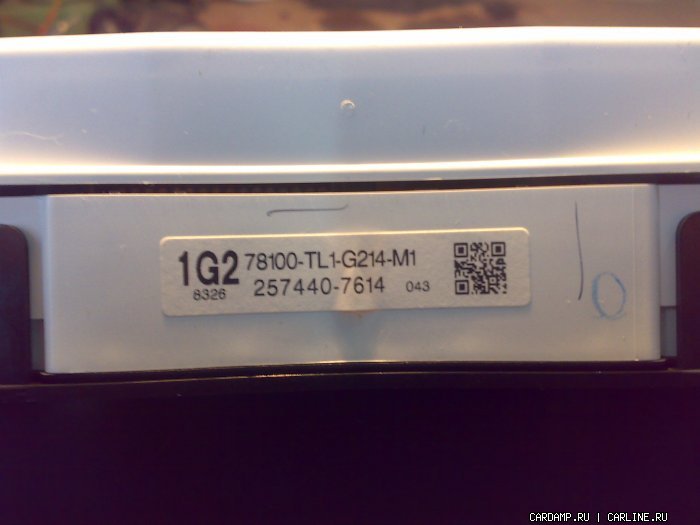 1G2 78100-TL1-G214-M1
8326 257440-7614 043
CARDAMP.RU | CARLINE.RU